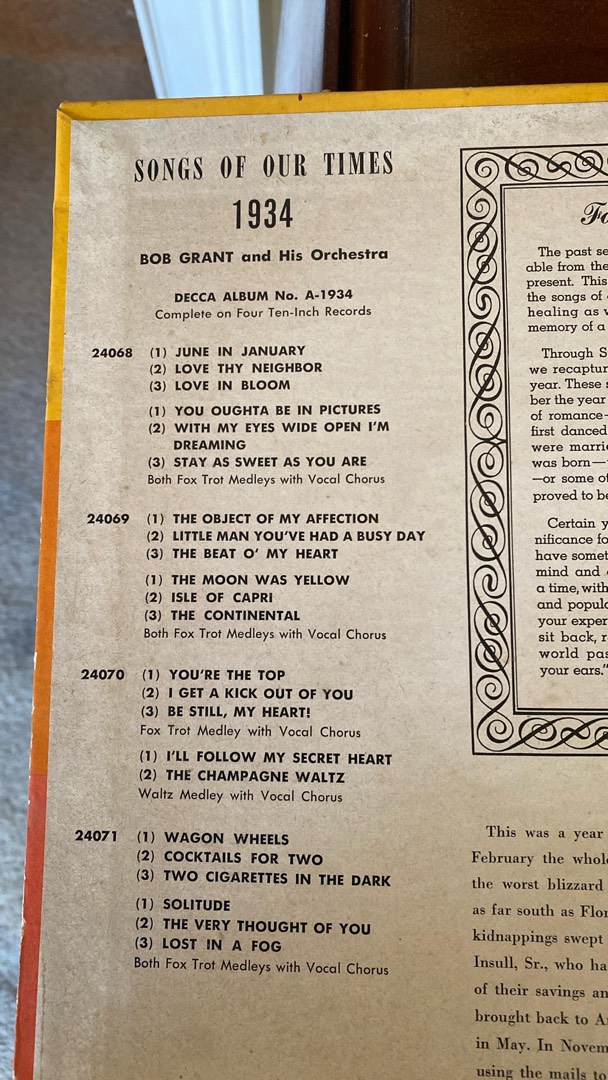 SONGS OF OUR TIMES
1934
BOB GRANT and His Orchestra
DECCA ALBUM No. A-1934
Complete on Four Ten-Inch Records
24068 (1) JUNE IN JANUARY
(2) LOVE THY NEIGHBOR
(3) LOVE IN BLOOM
(1) YOU OUGHTA BE IN PICTURES
(2) WITH MY EYES WIDE OPEN I'M
DREAMING
(3) STAY AS SWEET AS YOU ARE
Both Fox Trot Medleys with Vocal Chorus
24069 (1) THE OBJECT OF MY AFFECTION
(2) LITTLE MAN YOU'VE HAD A BUSY DAY
(3) THE BEAT O' MY HEART
(1) THE MOON WAS YELLOW
(2) ISLE OF CAPRI
(3) THE CONTINENTAL
Both Fox Trot Medleys with Vocal Chorus
24070 (1) YOU'RE THE TOP
(2) I GET A KICK OUT OF YOU
(3) BE STILL, MY HEART!
Fox Trot Medley with Vocal Chorus
(1) I'LL FOLLOW MY SECRET HEART
(2) THE CHAMPAGNE WALTZ
Waltz Medley with Vocal Chorus
24071 (1) WAGON WHEELS
(2) COCKTAILS FOR TWO
(3) TWO CIGARETTES IN THE DARK
(1) SOLITUDE
(2) THE VERY THOUGHT OF YOU
(3) LOST IN A FOG
Both Fox Trot Medleys with Vocal Chorus
The past
able from the
present. This
the songs of
healing as
memory of a
Through
we recaptur
year. These
ber the year
of romance—
first danced
were marri
was born—
—or some
proved to be
Certain
nificance fo
have somet
mind and
a time, with
and popul
your exper
sit back,
world pas
your ears."
This was a year
February the whol
the worst blizzard
as far south as Flor
kidnappings swept
Insull, Sr., who ha
of their savings an
brought back to
in May. In Novem
using the mails to